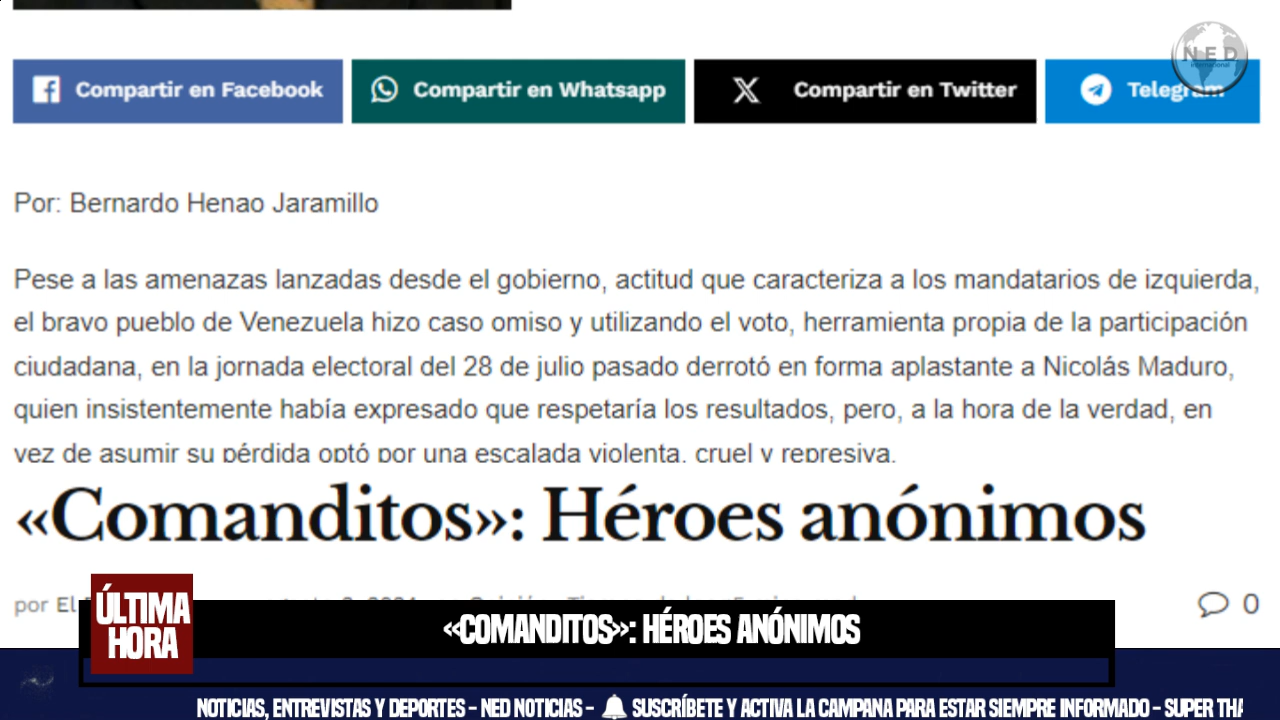 NED
international
Compartir en Facebook
Compartir en Whatsapp
Compartir en Twitter
Telegram
Por: Bernardo Henao Jaramillo
Pese a las amenazas lanzadas desde el gobierno, actitud que caracteriza a los mandatarios de izquierda,
el bravo pueblo de Venezuela hizo caso omiso y utilizando el voto, herramienta propia de la participación
ciudadana, en la jornada electoral del 28 de julio pasado derrotó en forma aplastante a Nicolás Maduro,
quien insistentemente había expresado que respetaría los resultados, pero, a la hora de la verdad, en
vez de asumir su pérdida optó por una escalada violenta, cruel y represiva.
«Comanditos»: Héroes anónimos
por El
0
ÚLTIMA
HORA
«COMANDITOS»: HÉROES ANÓNIMOS
NOTICIAS, ENTREVISTAS Y DEPORTES - NED NOTICIAS - 🔔 SUSCRÍBETE Y ACTIVA LA CAMPANA PARA ESTAR SIEMPRE INFORMADO - SUPER THA